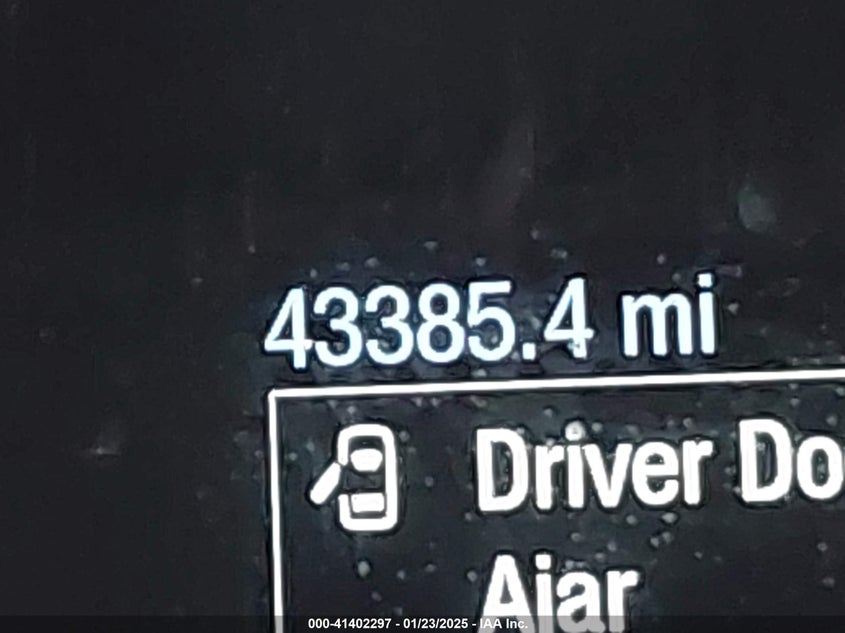 43385.4 mi
Driver Do
Ajar
000-41402297 - 01/23/2025 - IAA Inc.